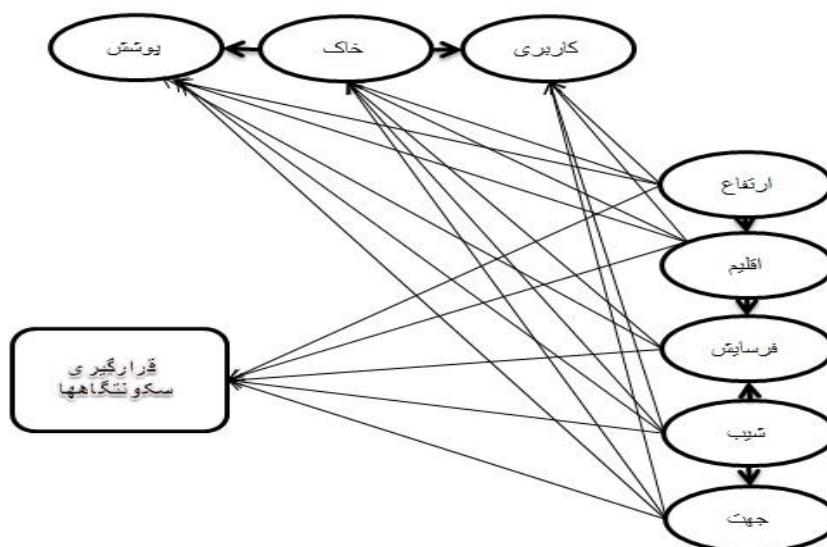 کاربری
خاک
پوشش
ارتفاع
اقلیم
فرسایش
قرارگیری
سکونتگاهها
شیب
جهت